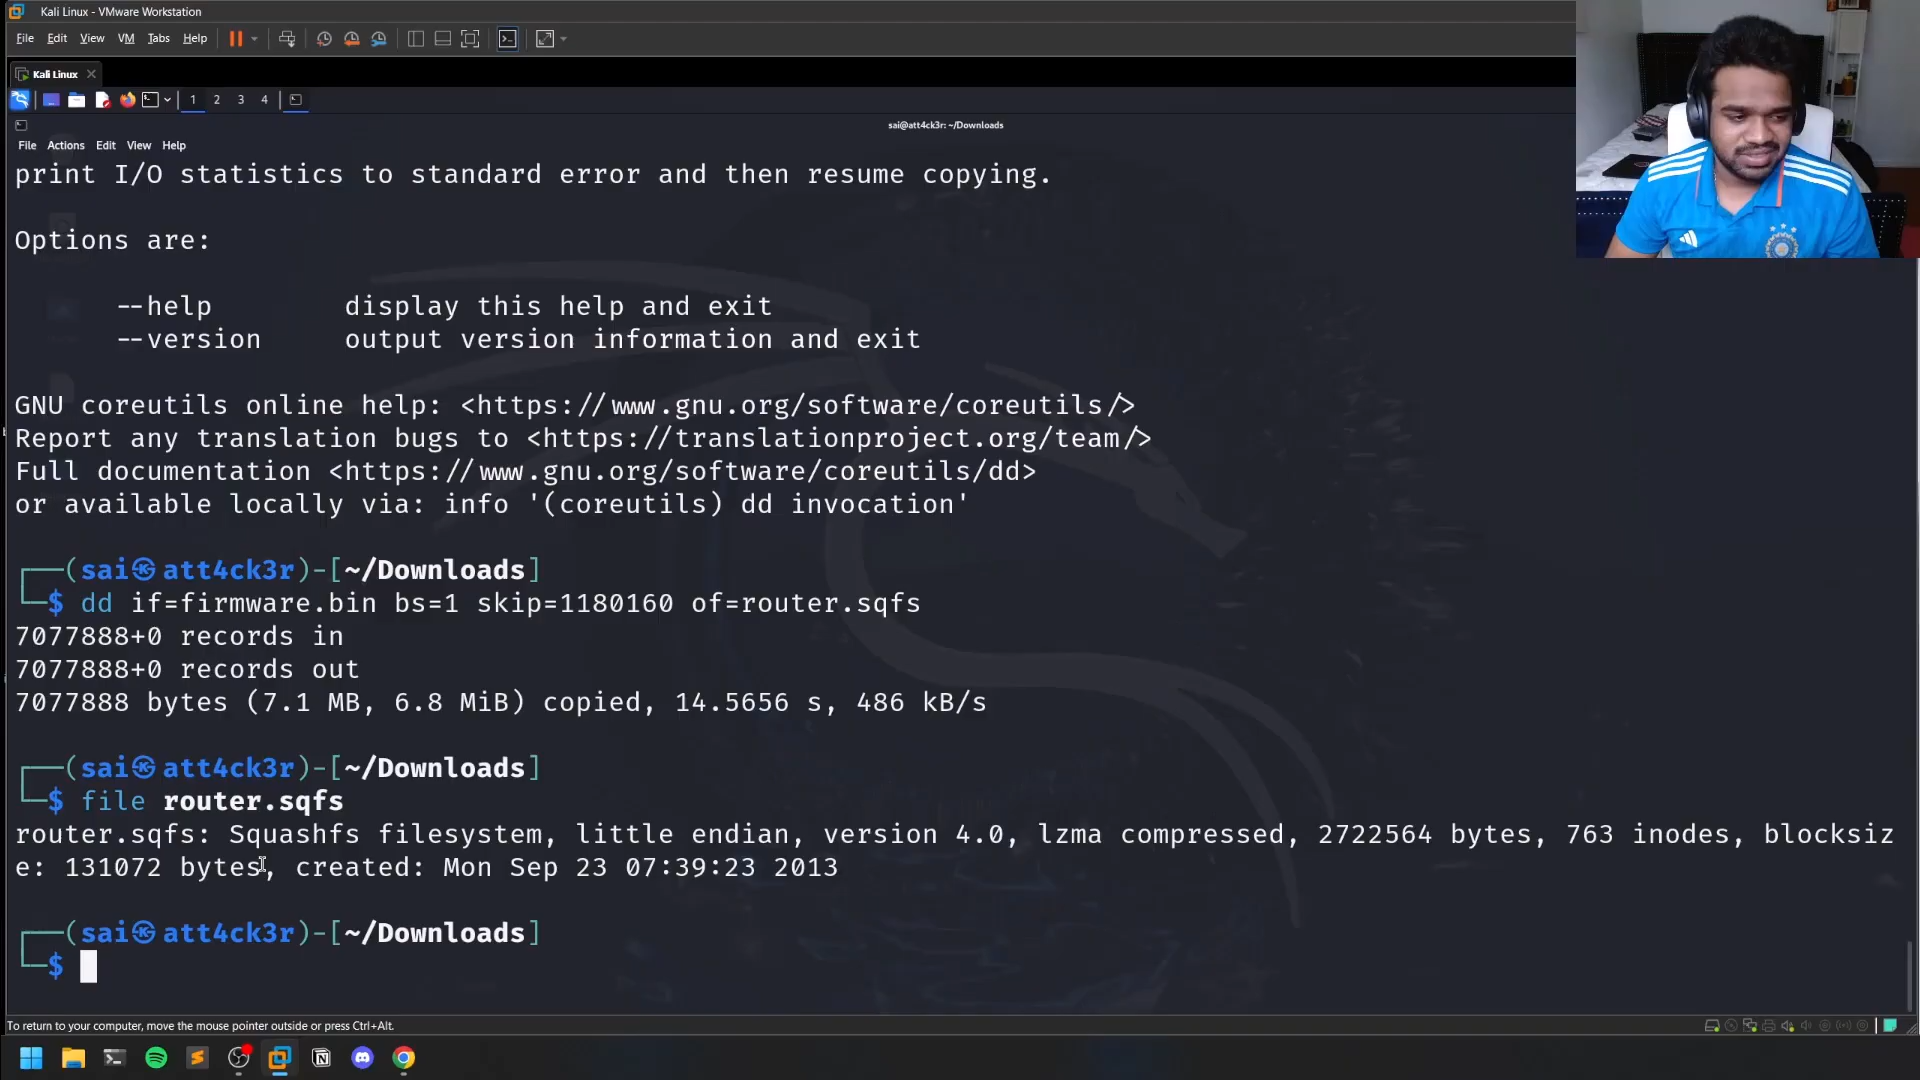 Kali Linux - VMware Workstation
File Edit View VM Tabs Help
Kali Linux
1 2 3 4
sai@att4ck3r: ~/Downloads
File Actions Edit View Help
print I/O statistics to standard error and then resume copying.
Options are:
--help display this help and exit
--version output version information and exit
GNU coreutils online help: <https://www.gnu.org/software/coreutils/>
Report any translation bugs to <https://translationproject.org/team/>
Full documentation <https://www.gnu.org/software/coreutils/dd>
or available locally via: info '(coreutils) dd invocation'
┌──(sai㉿att4ck3r)-[~/Downloads]
└─$ dd if=firmware.bin bs=1 skip=1180160 of=router.sqfs
7077888+0 records in
7077888+0 records out
7077888 bytes (7.1 MB, 6.8 MiB) copied, 14.5656 s, 486 kB/s
┌──(sai㉿att4ck3r)-[~/Downloads]
└─$ file router.sqfs
router.sqfs: Squashfs filesystem, little endian, version 4.0, lzma compressed, 2722564 bytes, 763 inodes, blocksiz
e: 131072 bytes, created: Mon Sep 23 07:39:23 2013
┌──(sai㉿att4ck3r)-[~/Downloads]
└─$
To return to your computer, move the mouse pointer outside or press Ctrl+Alt.